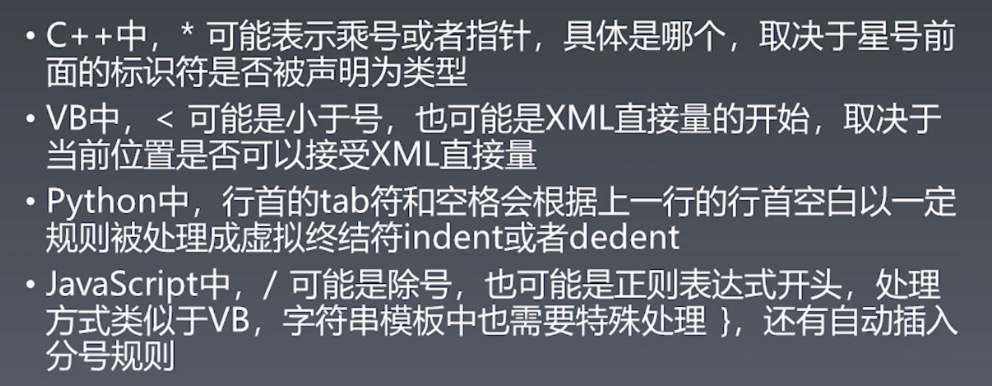 • C++中，* 可能表示乘号或者指针，具体是哪个，取决于星号前
面的标识符是否被声明为类型
• VB中，< 可能是小于号，也可能是XML直接量的开始，取决于
当前位置是否可以接受XML直接量
• Python中，行首的tab符和空格会根据上一行的行首空白以一定
规则被处理成虚拟终结符indent或者dedent
• JavaScript中，/ 可能是除号，也可能是正则表达式开头，处理
方式类似于VB，字符串模板中也需要特殊处理 }，还有自动插入
分号规则